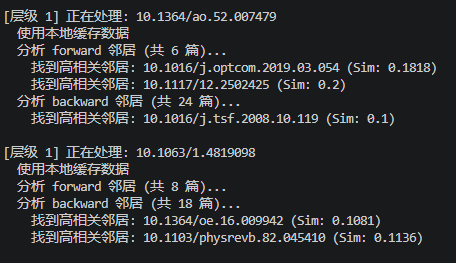 [层级 1] 正在处理: 10.1364/ao.52.007479
使用本地缓存数据
分析 forward 邻居 (共 6 篇)...
找到高相关邻居: 10.1016/j.optcom.2019.03.054 (Sim: 0.1818)
找到高相关邻居: 10.1117/12.2502425 (Sim: 0.2)
分析 backward 邻居 (共 24 篇)...
找到高相关邻居: 10.1016/j.tsf.2008.10.119 (Sim: 0.1)
[层级 1] 正在处理: 10.1063/1.4819098
使用本地缓存数据
分析 forward 邻居 (共 8 篇)...
分析 backward 邻居 (共 18 篇)...
找到高相关邻居: 10.1364/oe.16.009942 (Sim: 0.1081)
找到高相关邻居: 10.1103/physrevb.82.045410 (Sim: 0.1136)